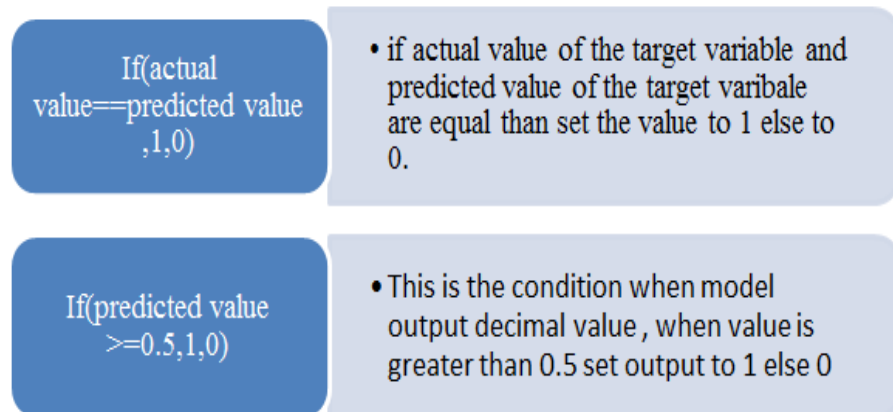 If(actual
value==predicted value
,1,0)
• if actual value of the target variable and
predicted value of the target varibale
are equal than set the value to 1 else to
0.
If(predicted value
>=0.5,1,0)
• This is the condition when model
output decimal value , when value is
greater than 0.5 set output to 1 else 0